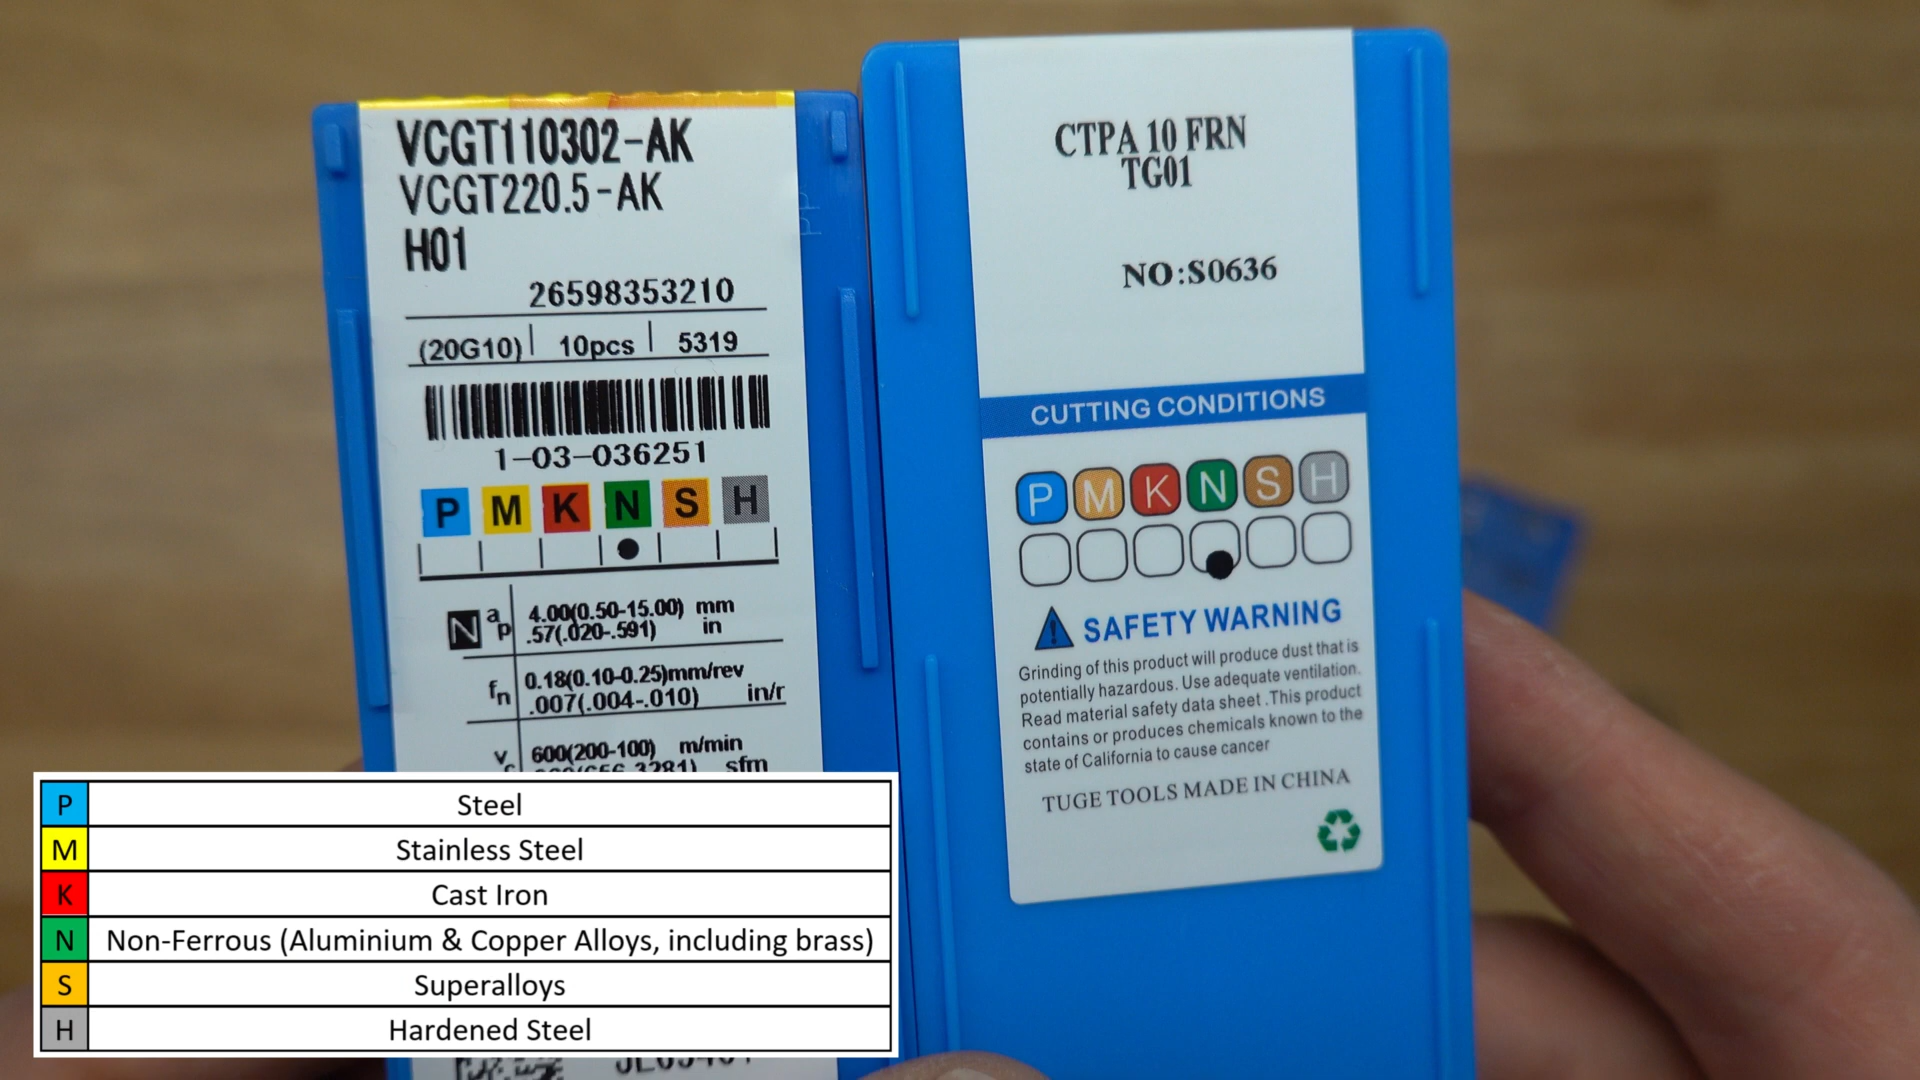 VCGT110302-AK
VCGT220.5-AK
H01
26598353210
(20G10) 10pcs 5319
1-03-036251
P M K N S H
N ap 4.00(0.50-15.00) mm
.57(.020-.591) in
fn 0.18(0.10-0.25)mm/rev
.007(.004-.010) in/r
vc 600(200-100) m/min
sfm
PP
CTPA 10 FRN
TG01
NO:S0636
CUTTING CONDITIONS
P M K N S H
SAFETY WARNING
Grinding of this product will produce dust that is
potentially hazardous. Use adequate ventilation.
Read material safety data sheet .This product
contains or produces chemicals known to the
state of California to cause cancer
TUGE TOOLS MADE IN CHINA
P Steel
M Stainless Steel
K Cast Iron
N Non-Ferrous (Aluminium & Copper Alloys, including brass)
S Superalloys
H Hardened Steel